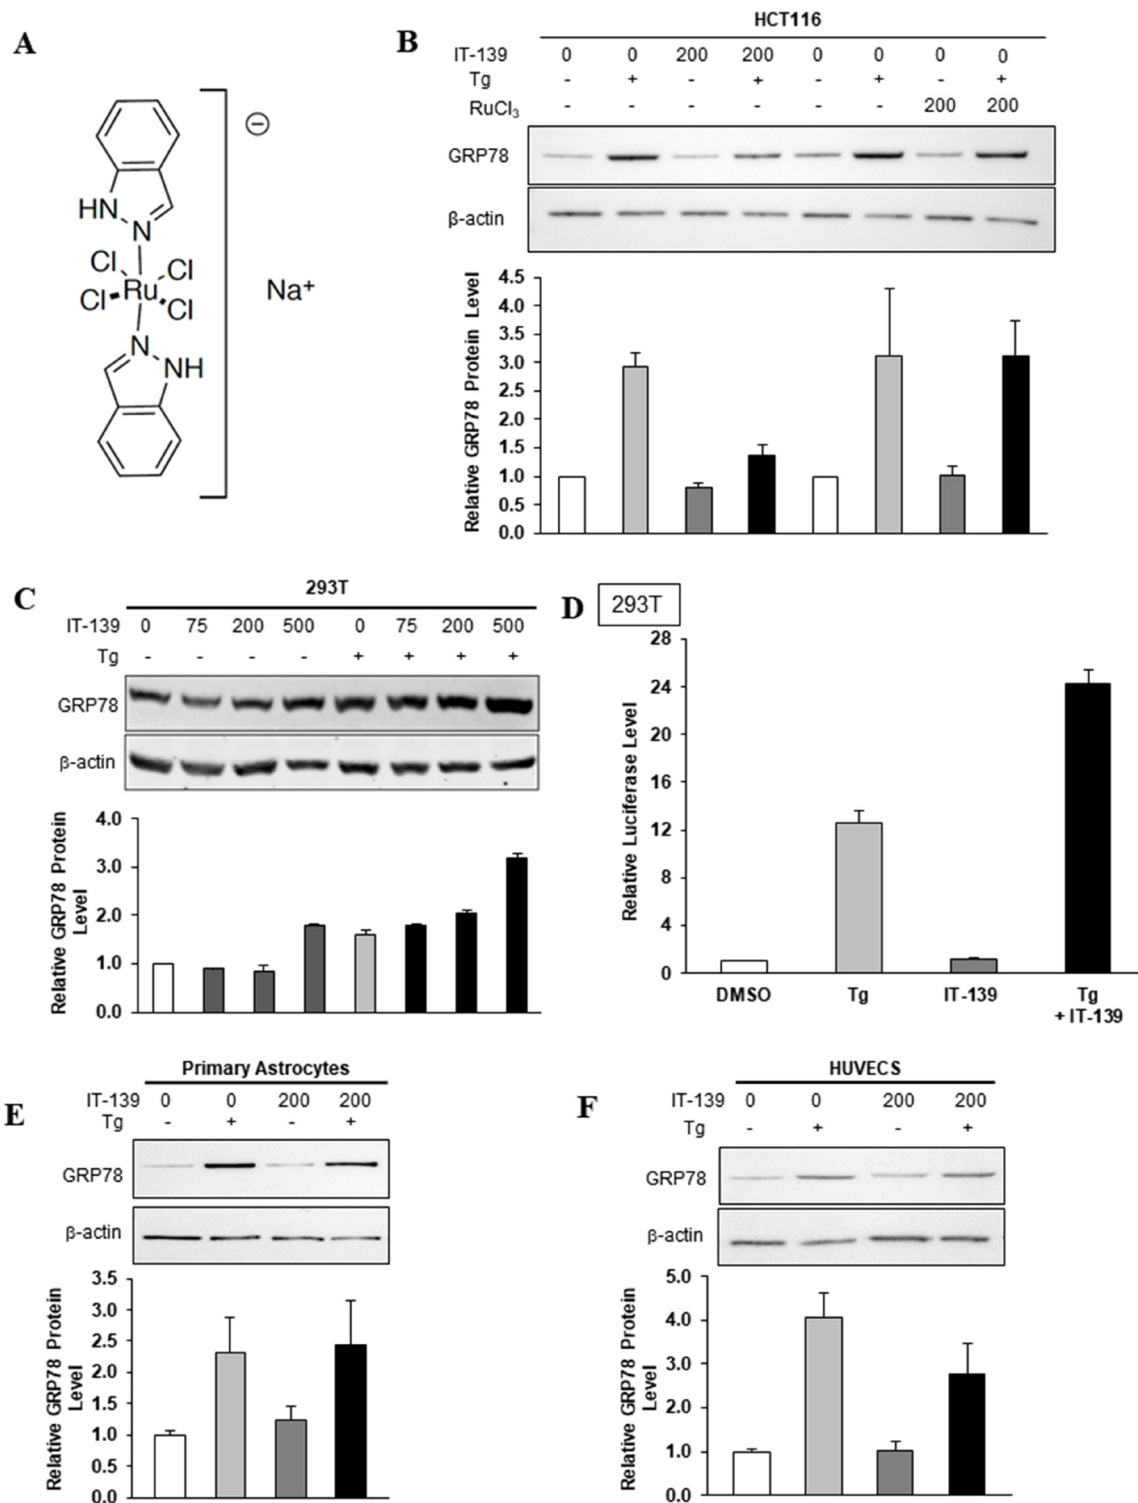 A
⊖
HN
N
Cl
Cl
Ru
Cl
Cl
Na⁺
N
NH
B
HCT116
IT-139 0 0 200 200 0 0 0 0
Tg - + - + - + - +
RuCl₃ - - - - - - 200 200
GRP78
β-actin
Relative GRP78 Protein Level
4.5
4.0
3.5
3.0
2.5
2.0
1.5
1.0
0.5
0.0
C
293T
IT-139 0 75 200 500 0 75 200 500
Tg - - - - + + + +
GRP78
β-actin
Relative GRP78 Protein
Level
4.0
3.0
2.0
1.0
0.0
D
293T
Relative Luciferase Level
28
24
20
16
12
8
4
0
DMSO Tg IT-139 Tg
+ IT-139
E
Primary Astrocytes
IT-139 0 0 200 200
Tg - + - +
GRP78
β-actin
Relative GRP78 Protein
Level
3.5
3.0
2.5
2.0
1.5
1.0
0.5
0.0
F
HUVECS
IT-139 0 0 200 200
Tg - + - +
GRP78
β-actin
Relative GRP78 Protein
Level
5.0
4.0
3.0
2.0
1.0
0.0